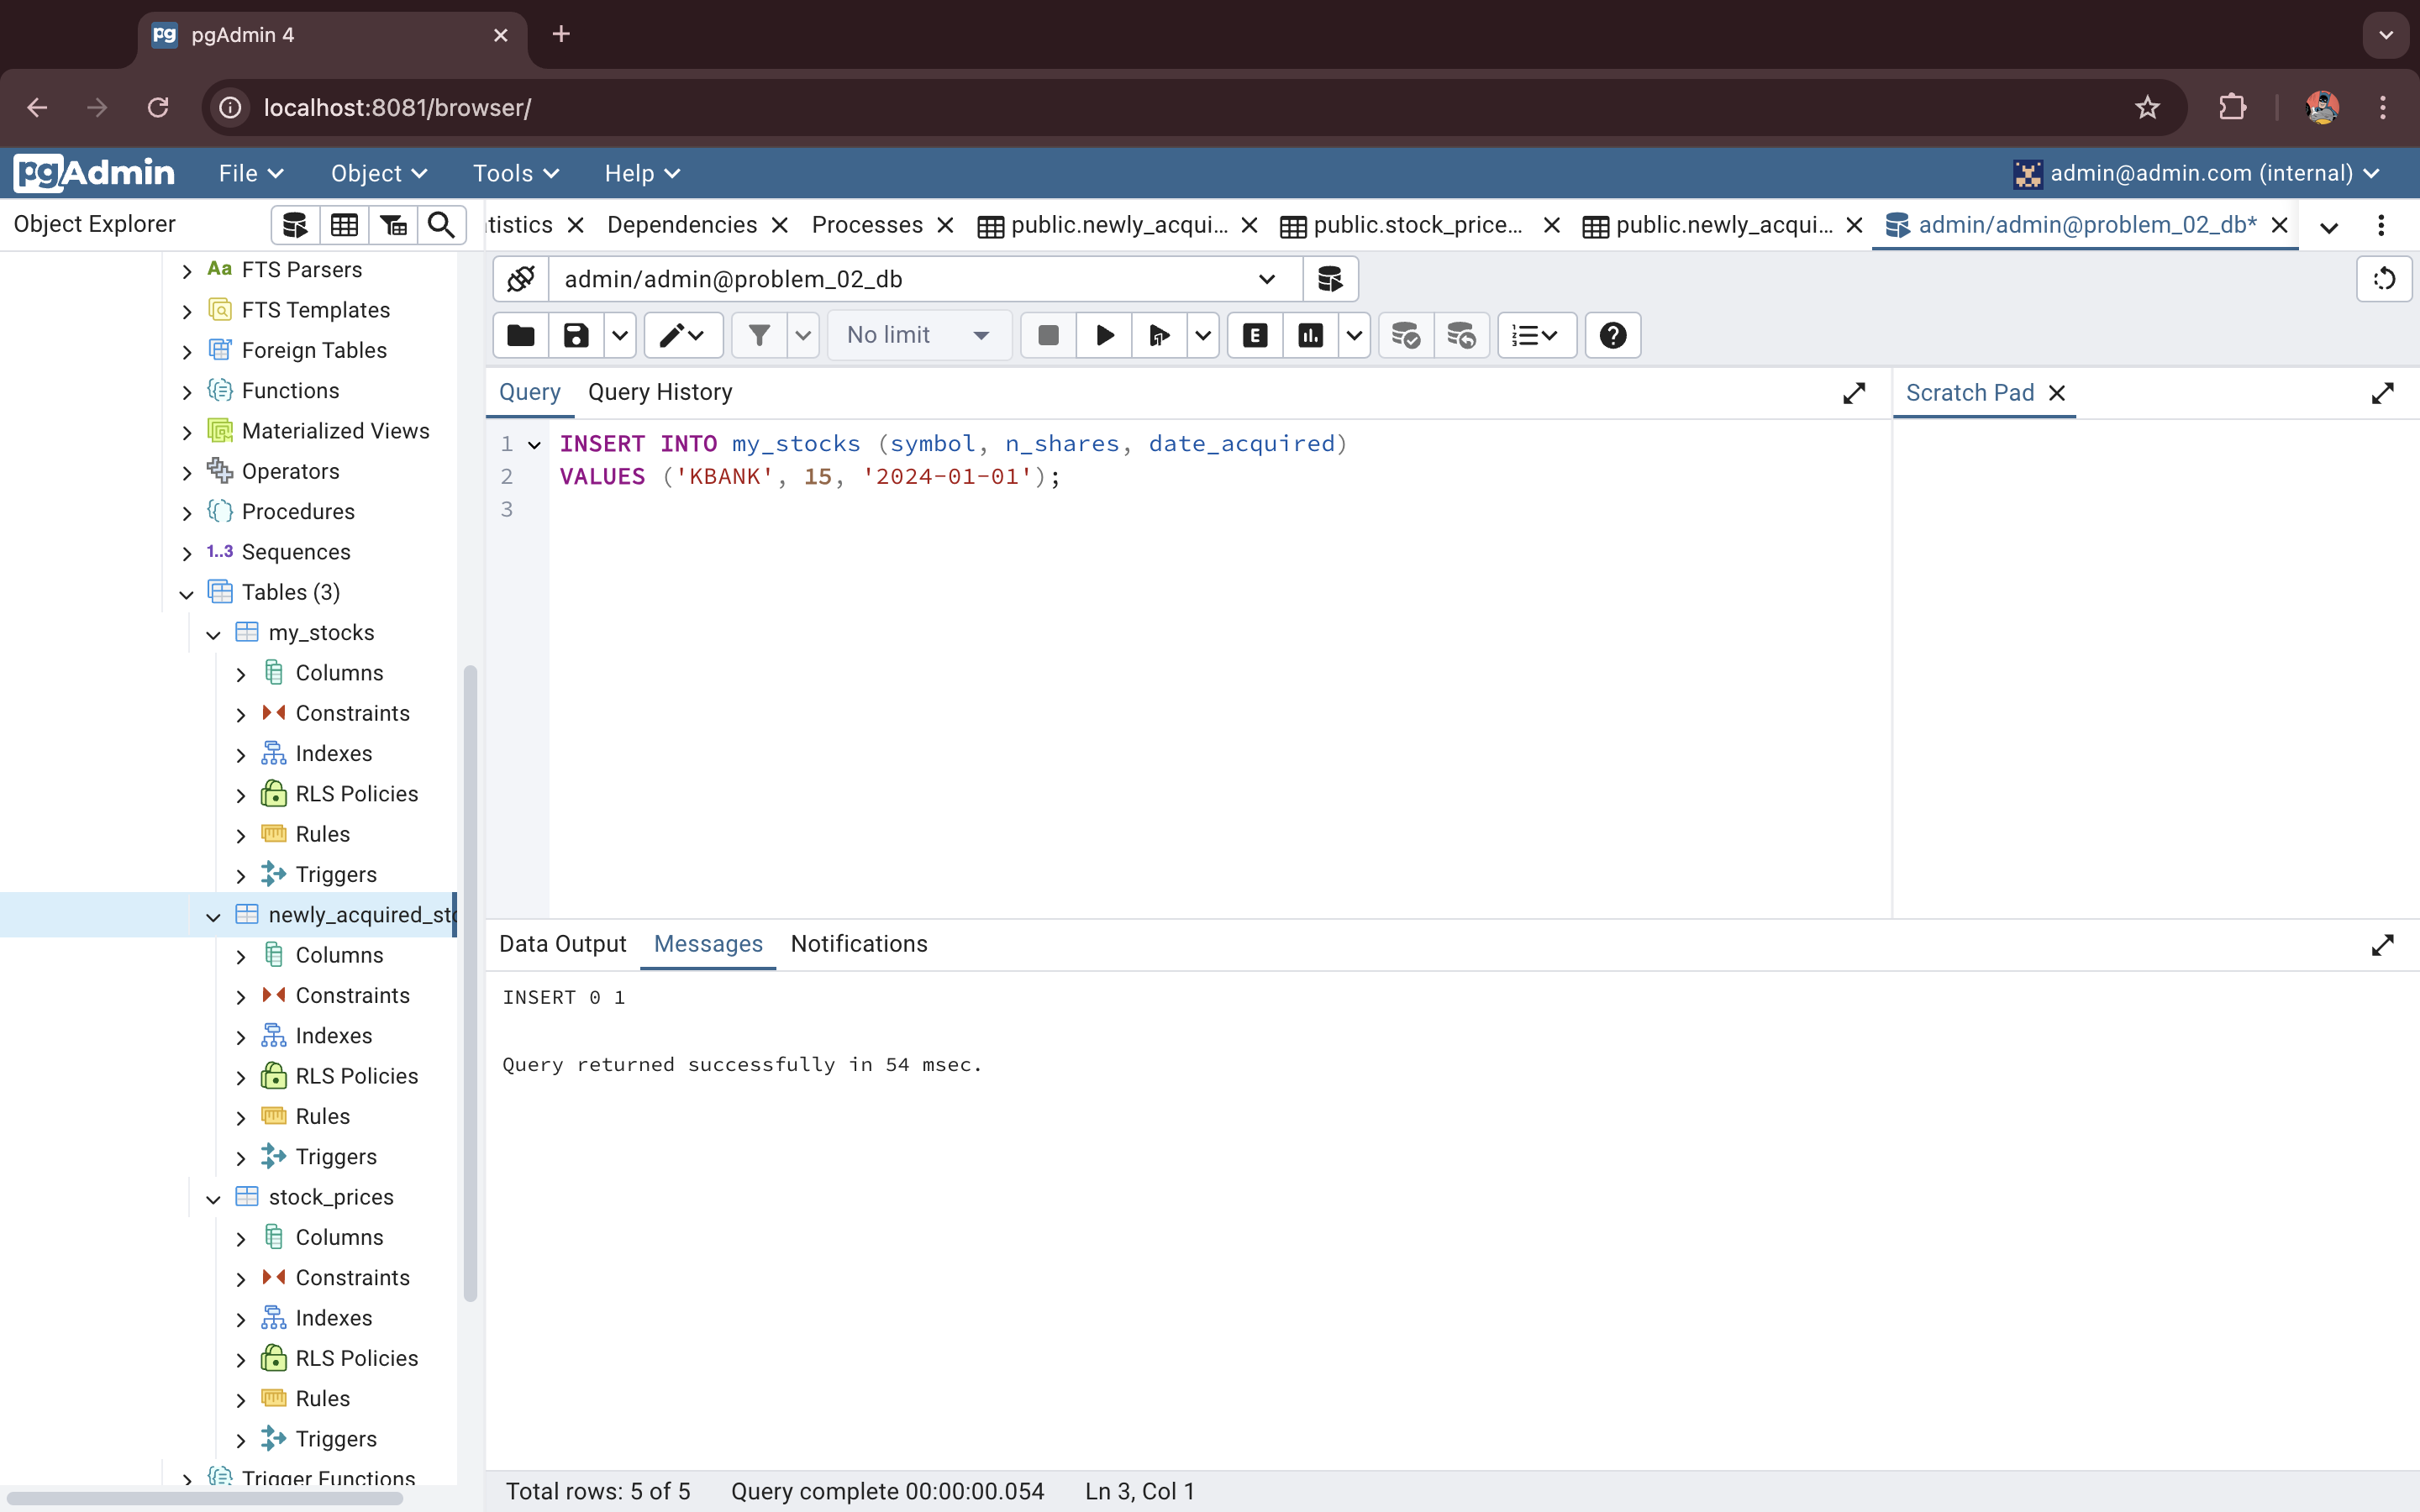 pg pgAdmin 4
localhost:8081/browser/
pgAdmin File Object Tools Help admin@admin.com (internal)
Object Explorer
tistics Dependencies Processes public.newly_acqui... public.stock_price... public.newly_acqui... admin/admin@problem_02_db*
Aa FTS Parsers
FTS Templates
Foreign Tables
Functions
Materialized Views
Operators
Procedures
1..3 Sequences
Tables (3)
my_stocks
Columns
Constraints
Indexes
RLS Policies
Rules
Triggers
newly_acquired_sto
Columns
Constraints
Indexes
RLS Policies
Rules
Triggers
stock_prices
Columns
Constraints
Indexes
RLS Policies
Rules
Triggers
Trigger Functions
admin/admin@problem_02_db
No limit E
Query Query History
Scratch Pad
1 INSERT INTO my_stocks (symbol, n_shares, date_acquired)
2 VALUES ('KBANK', 15, '2024-01-01');
3
Data Output Messages Notifications
INSERT 0 1
Query returned successfully in 54 msec.
Total rows: 5 of 5 Query complete 00:00:00.054 Ln 3, Col 1